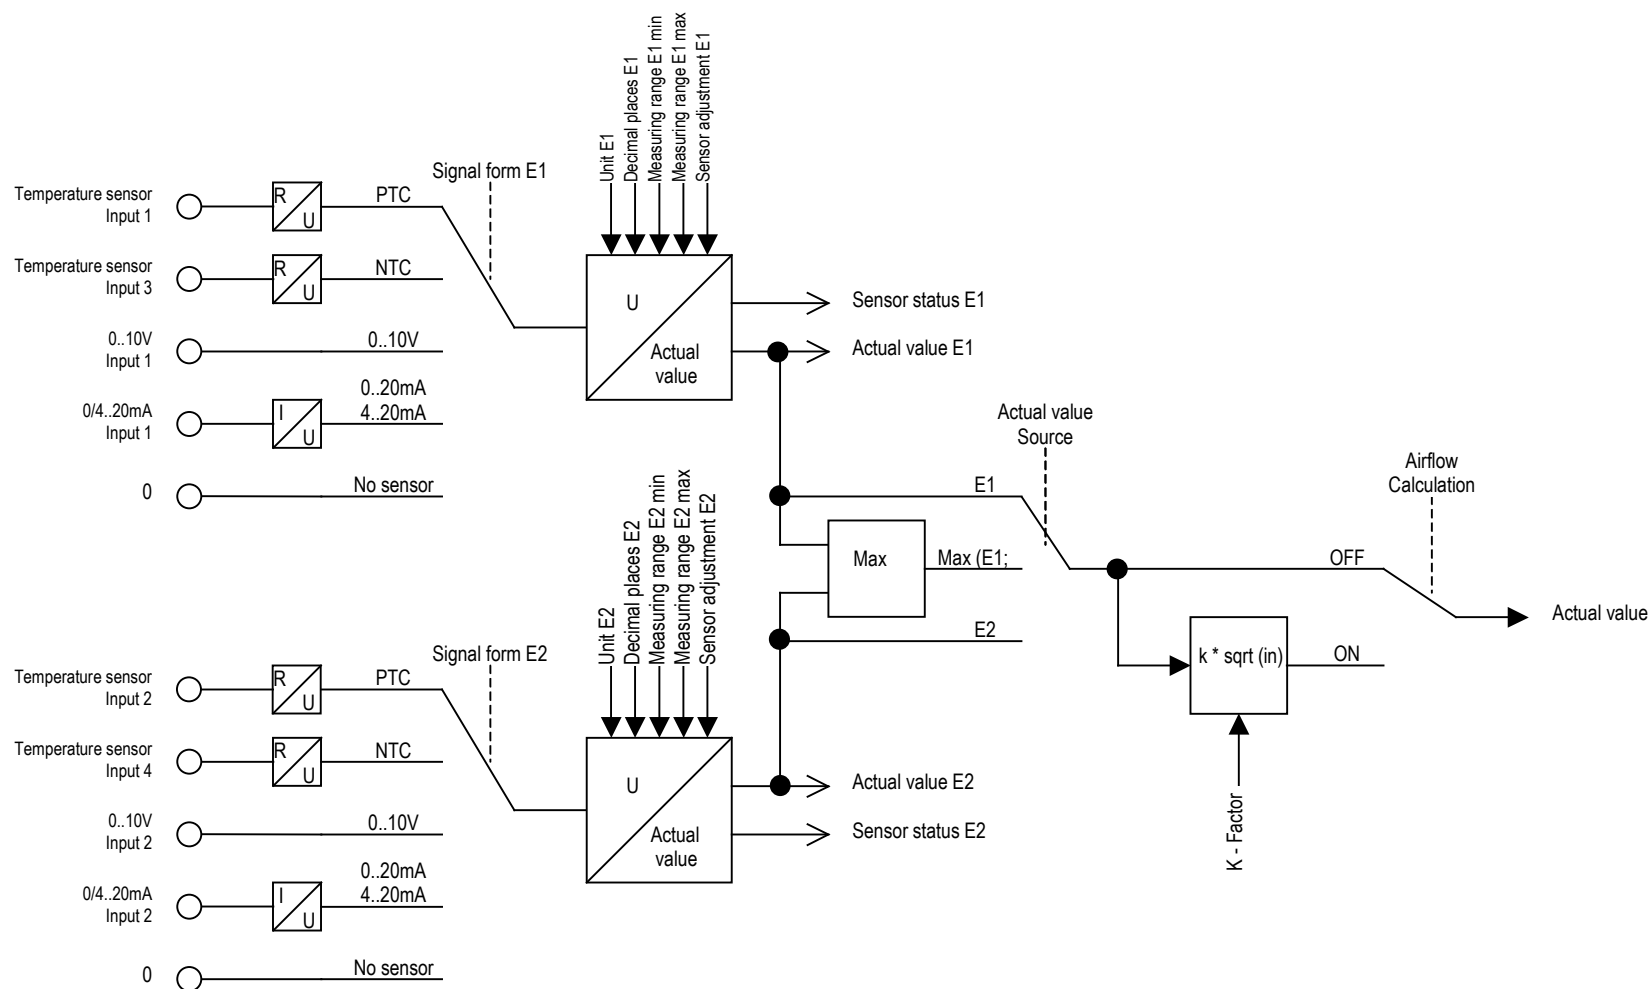 Unit E1
Decimal places E1
Measuring range E1 min
Measuring range E1 max
Sensor adjustment E1
Signal form E1
Temperature sensor
Input 1
R
U
PTC
Temperature sensor
Input 3
R
U
NTC
0..10V
Input 1
0..10V
0/4..20mA
Input 1
I
U
0..20mA
4..20mA
0
No sensor
U
Actual
value
Sensor status E1
Actual value E1
Actual value
Source
Airflow
Calculation
E1
Max
Max (E1;
E2
OFF
k * sqrt (in)
ON
K - Factor
Actual value
Unit E2
Decimal places E2
Measuring range E2 min
Measuring range E2 max
Sensor adjustment E2
Signal form E2
Temperature sensor
Input 2
R
U
PTC
Temperature sensor
Input 4
R
U
NTC
0..10V
Input 2
0..10V
0/4..20mA
Input 2
I
U
0..20mA
4..20mA
0
No sensor
U
Actual
value
Actual value E2
Sensor status E2